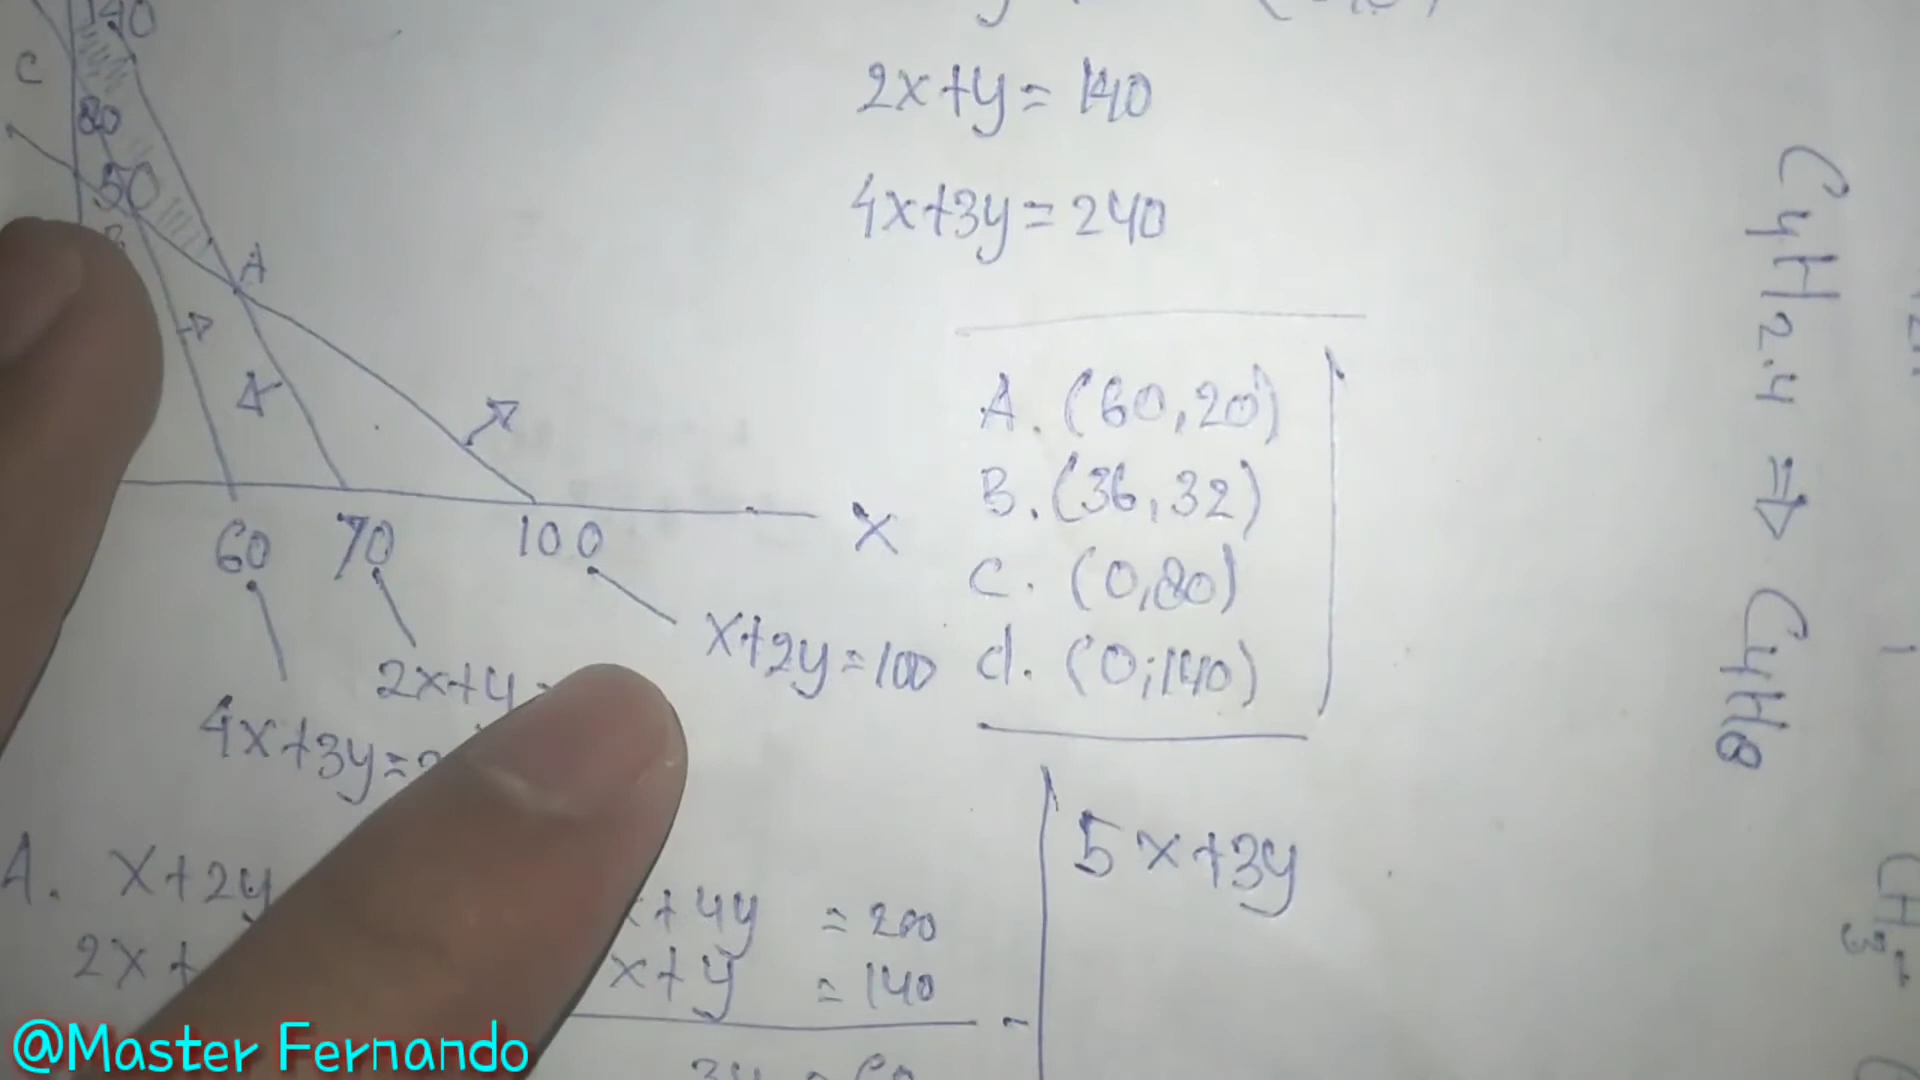 140
2x+y = 140
C
80
4x+3y = 240
50
A
A. (60,20)
B. (36,32)
60 70 100 X
C. (0,80)
x+2y=100
d. (0;140)
2x+y
4x+3y=
5x+3y
A. x+2y
+4y = 200
2x+
x+y = 140
C4H2.4 ⇒ C4H8
CH3-
@Master Fernando